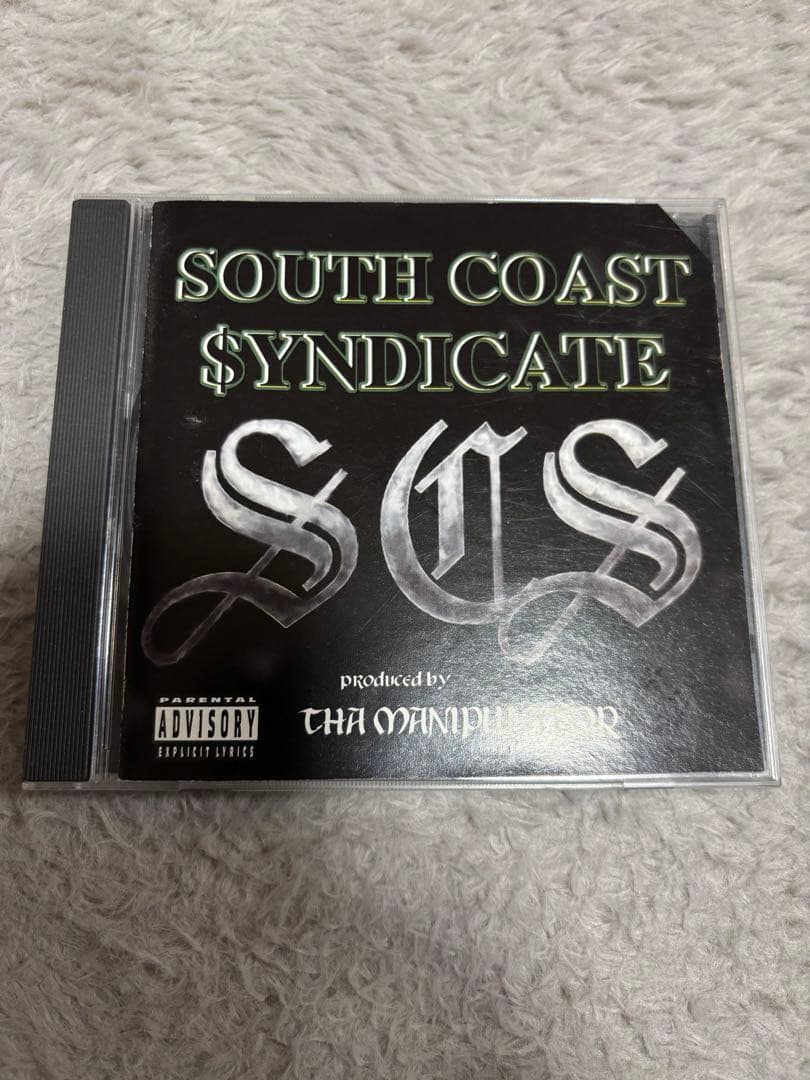 SOUTH COAST
$YNDICATE
SCS
produced by
THA MANIPULATOR
PARENTAL
ADVISORY
EXPLICIT LYRICS